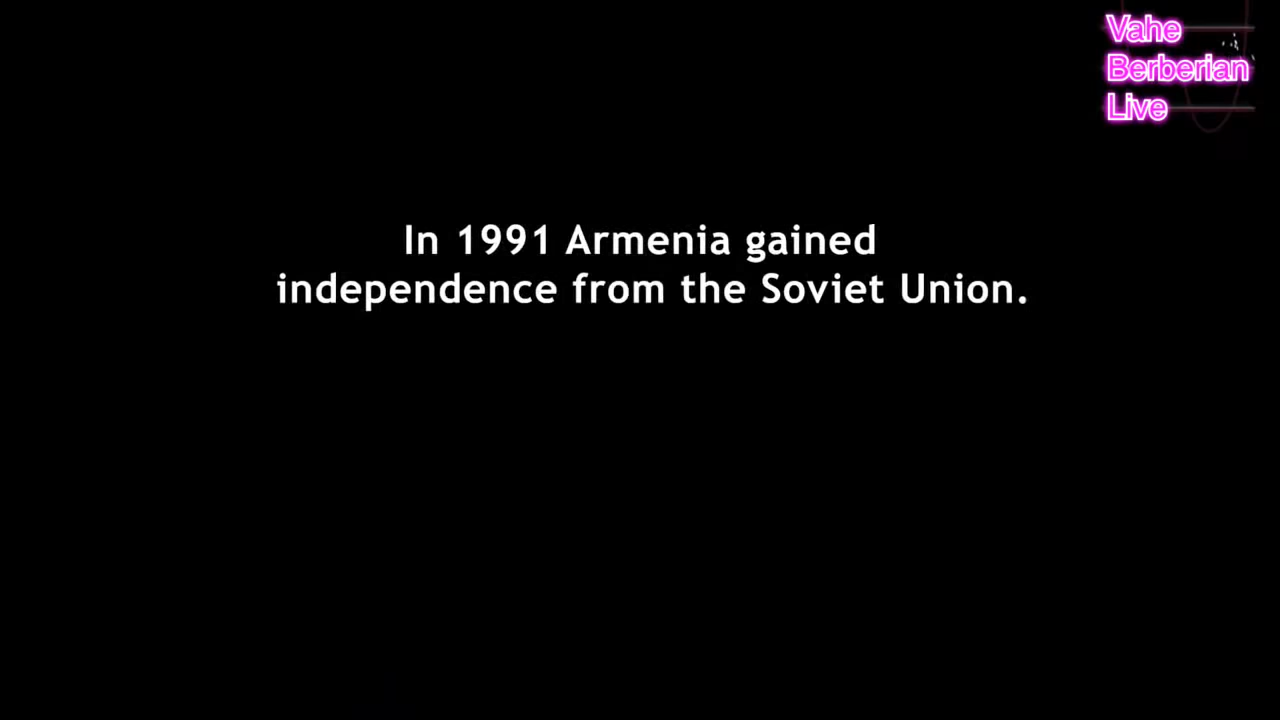 Vahe
Berberian
Live
In 1991 Armenia gained
independence from the Soviet Union.